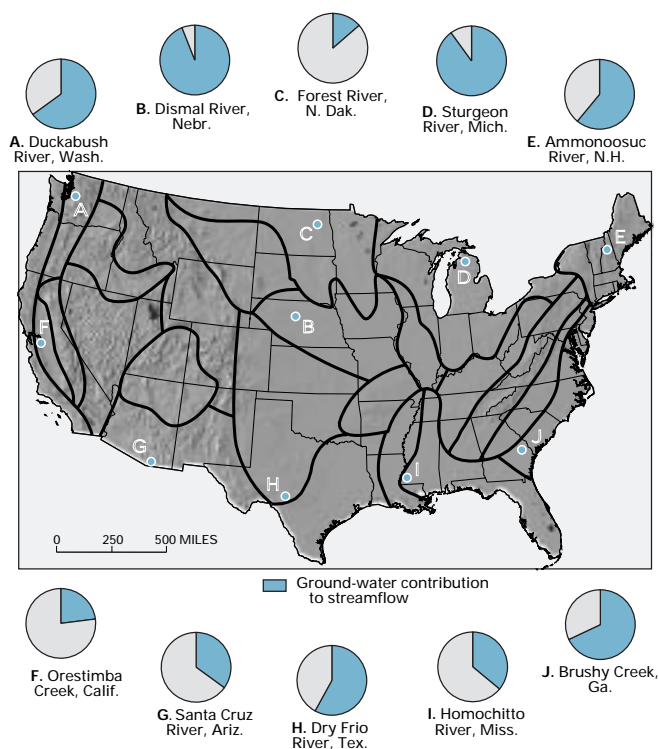 A. Duckabush
River, Wash.
B. Dismal River,
Nebr.
C. Forest River,
N. Dak.
D. Sturgeon
River, Mich.
E. Ammonoosuc
River, N.H.
A
C
E
D
B
F
G
H
I
J
0 250 500 MILES
Ground-water contribution
to streamflow
F. Orestimba
Creek, Calif.
G. Santa Cruz
River, Ariz.
H. Dry Frio
River, Tex.
I. Homochitto
River, Miss.
J. Brushy Creek,
Ga.